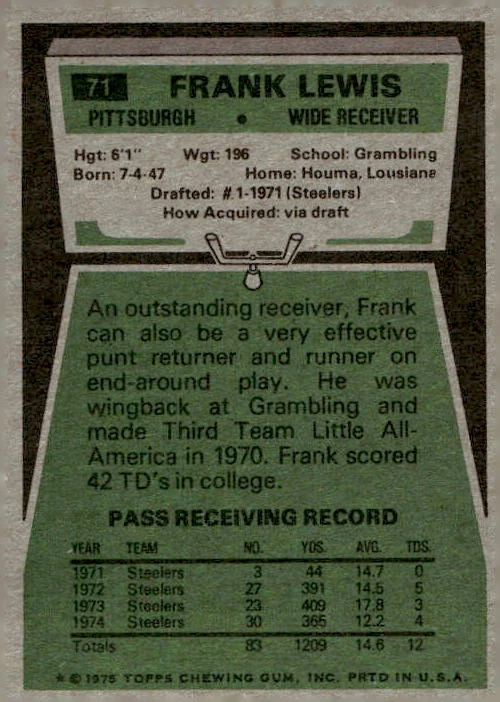 71 FRANK LEWIS
PITTSBURGH • WIDE RECEIVER
Hgt: 6'1" Wgt: 196 School: Grambling
Born: 7-4-47 Home: Houma, Lousiana
Drafted: #1-1971 (Steelers)
How Acquired: via draft
An outstanding receiver, Frank
can also be a very effective
punt returner and runner on
end-around play. He was
wingback at Grambling and
made Third Team Little All-
America in 1970. Frank scored
42 TD's in college.
PASS RECEIVING RECORD
YEAR TEAM NO. YDS. AVG. TDS.
1971 Steelers 3 44 14.7 0
1972 Steelers 27 391 14.5 5
1973 Steelers 23 409 17.8 3
1974 Steelers 30 365 12.2 4
Totals 83 1209 14.6 12
* © 1975 TOPPS CHEWING GUM, INC. PRTD IN U.S.A.